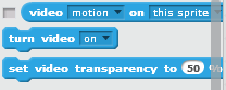 video motion on this sprite
turn video on
set video transparency to 50 %